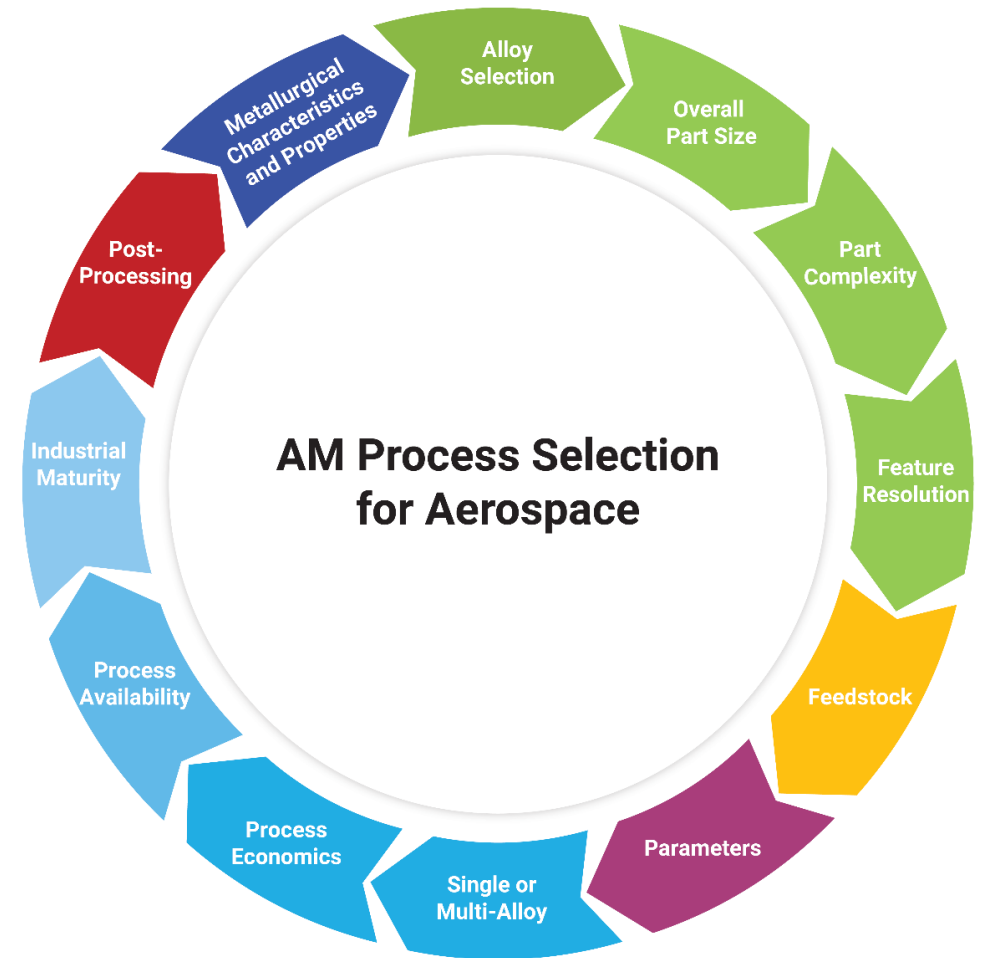 AM Process Selection
for Aerospace
Alloy
Selection
Overall
Part Size
Part
Complexity
Feature
Resolution
Feedstock
Parameters
Single or
Multi-Alloy
Process
Economics
Process
Availability
Industrial
Maturity
Post-
Processing
Metallurgical
Characteristics
and Properties